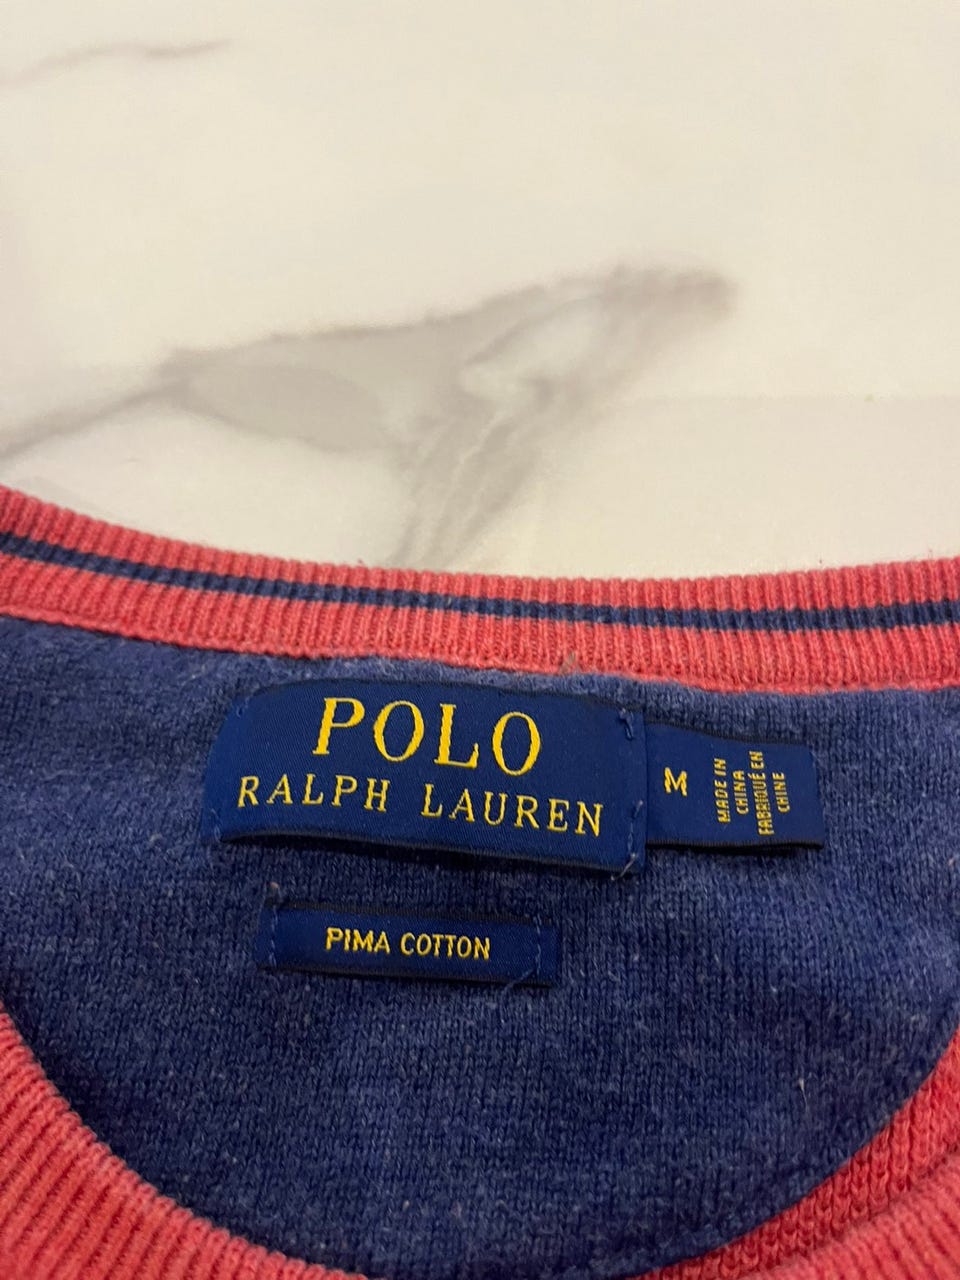 POLO
RALPH LAUREN
M
MADE IN
CHINA
FABRIQUÉ EN
CHINE
PIMA COTTON